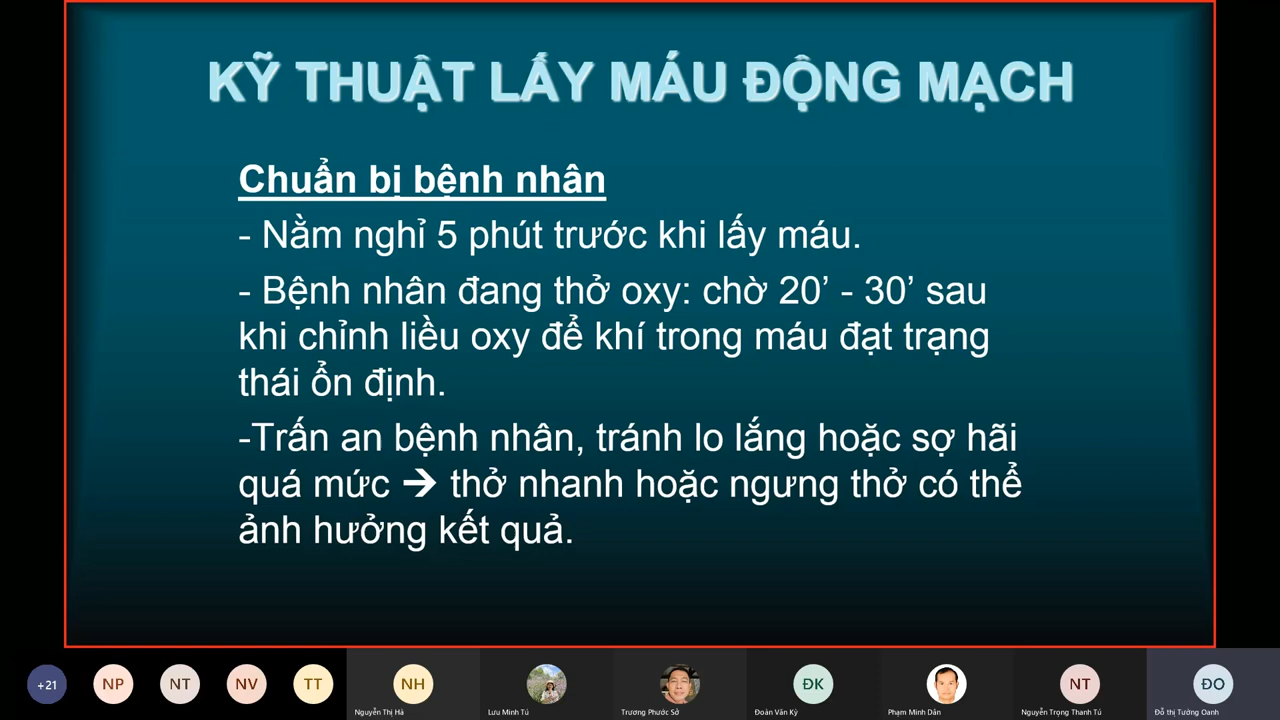 KỸ THUẬT LẤY MÁU ĐỘNG MẠCH
Chuẩn bị bệnh nhân
- Nằm nghỉ 5 phút trước khi lấy máu.
- Bệnh nhân đang thở oxy: chờ 20’ - 30’ sau
khi chỉnh liều oxy để khí trong máu đạt trạng
thái ổn định.
-Trấn an bệnh nhân, tránh lo lắng hoặc sợ hãi
quá mức ➔ thở nhanh hoặc ngưng thở có thể
ảnh hưởng kết quả.
+21 NP NT NV TT NH ĐK NT ĐO
Nguyễn Thị Hà Lưu Minh Tú Trương Phước Sở Đoàn Văn Kỳ Phạm Minh Dân Nguyễn Trọng Thanh Tú Đỗ thị Tường Oanh